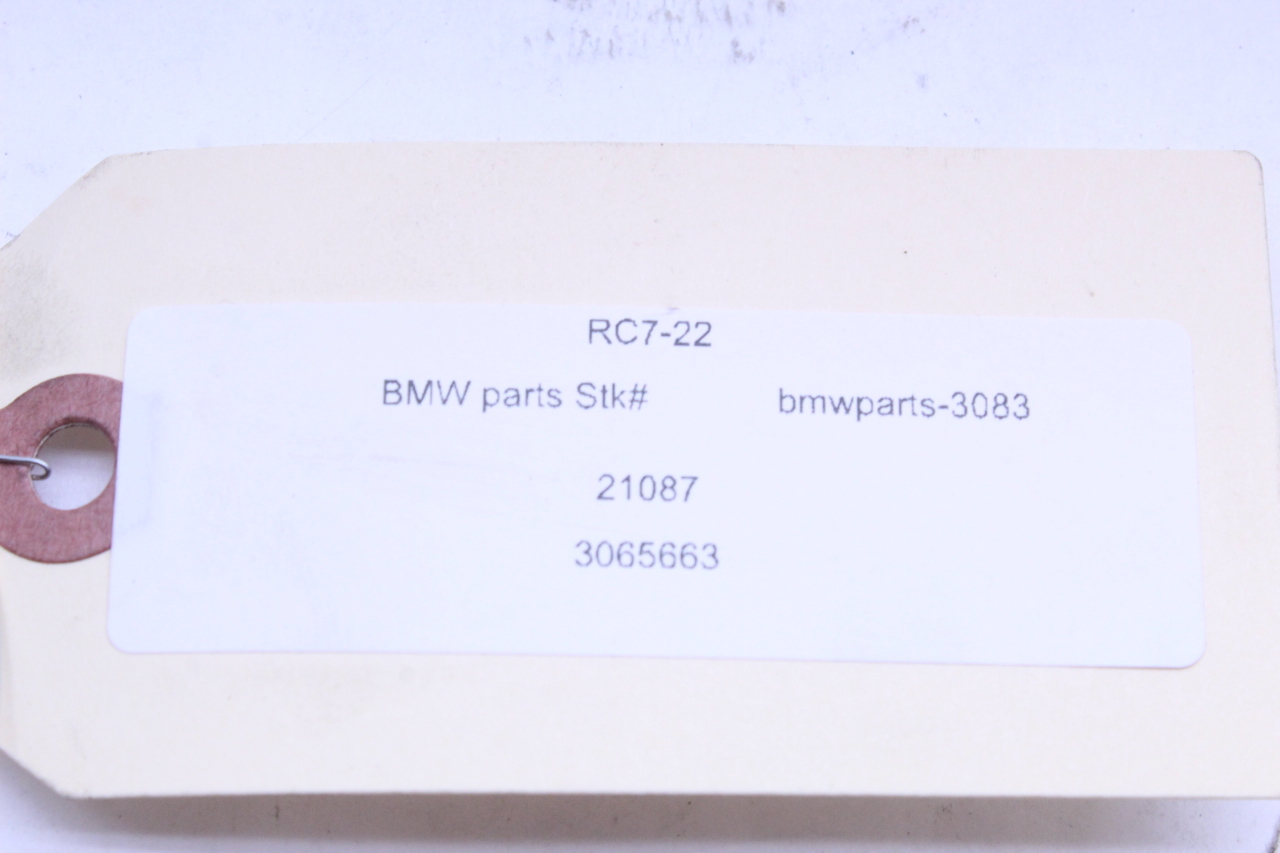 RC7-22
BMW parts Stk# bmwparts-3083
21087
3065663